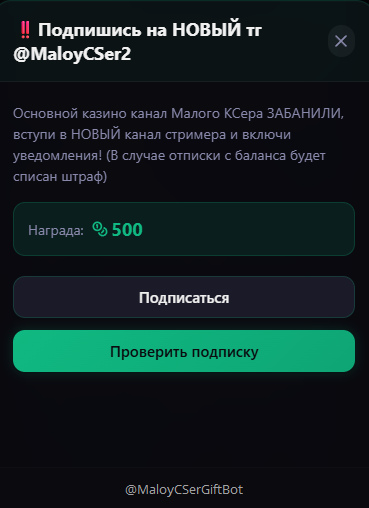 ‼️Подпишись на НОВЫЙ тг
@MaloyCSer2
Основной казино канал Малого КСера ЗАБАНИЛИ,
вступи в НОВЫЙ канал стримера и включи
уведомления! (В случае отписки с баланса будет
списан штраф)
Награда: 500
Подписаться
Проверить подписку
@MaloyCSerGiftBot